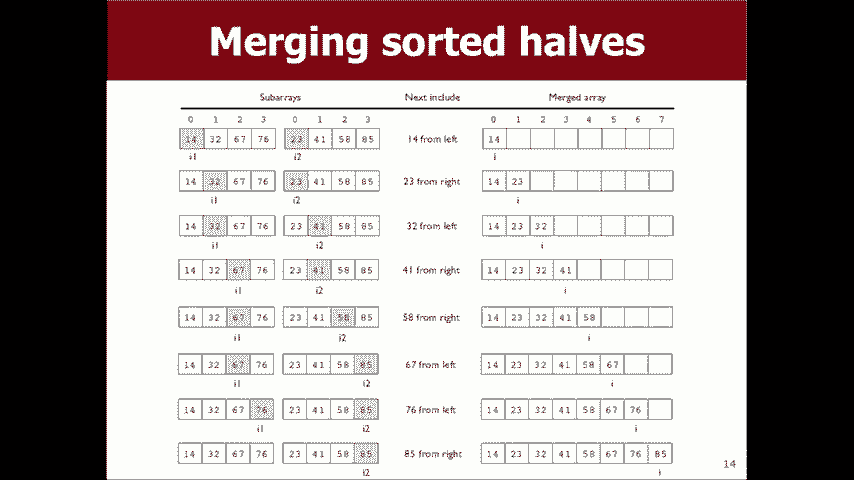 Merging sorted halves
Subarrays Next include Merged array
0 1 2 3 0 1 2 3 0 1 2 3 4 5 6 7
14 32 67 76 23 41 58 85 14 from left 14
i1 i2 i
14 32 67 76 23 41 58 85 23 from right 14 23
i1 i2 i
14 32 67 76 23 41 58 85 32 from left 14 23 32
i1 i2 i
14 32 67 76 23 41 58 85 41 from right 14 23 32 41
i1 i2 i
14 32 67 76 23 41 58 85 58 from right 14 23 32 41 58
i1 i2 i
14 32 67 76 23 41 58 85 67 from left 14 23 32 41 58 67
i1 i2 i
14 32 67 76 23 41 58 85 76 from left 14 23 32 41 58 67 76
i1 i2 i
14 32 67 76 23 41 58 85 85 from right 14 23 32 41 58 67 76 85
i2 i
14